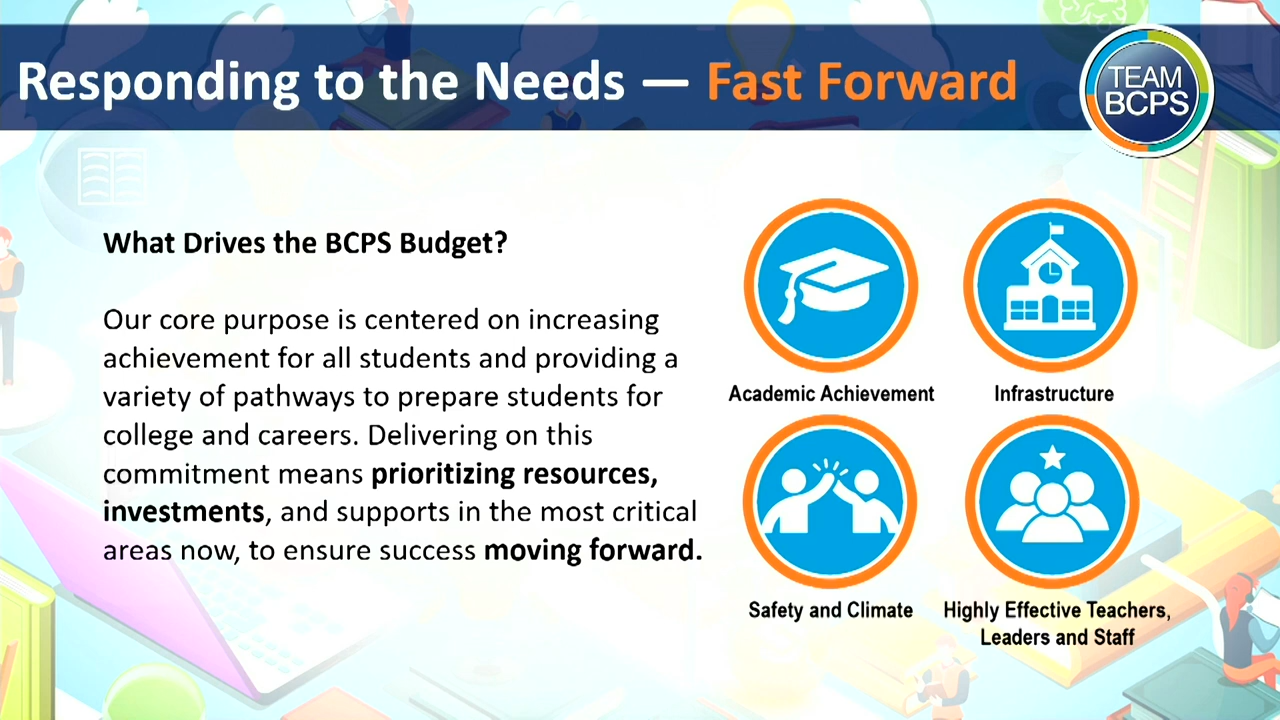 Responding to the Needs — Fast Forward
TEAM
BCPS
What Drives the BCPS Budget?
Our core purpose is centered on increasing
achievement for all students and providing a
variety of pathways to prepare students for
college and careers. Delivering on this
commitment means prioritizing resources,
investments, and supports in the most critical
areas now, to ensure success moving forward.
Academic Achievement
Infrastructure
Safety and Climate
Highly Effective Teachers,
Leaders and Staff